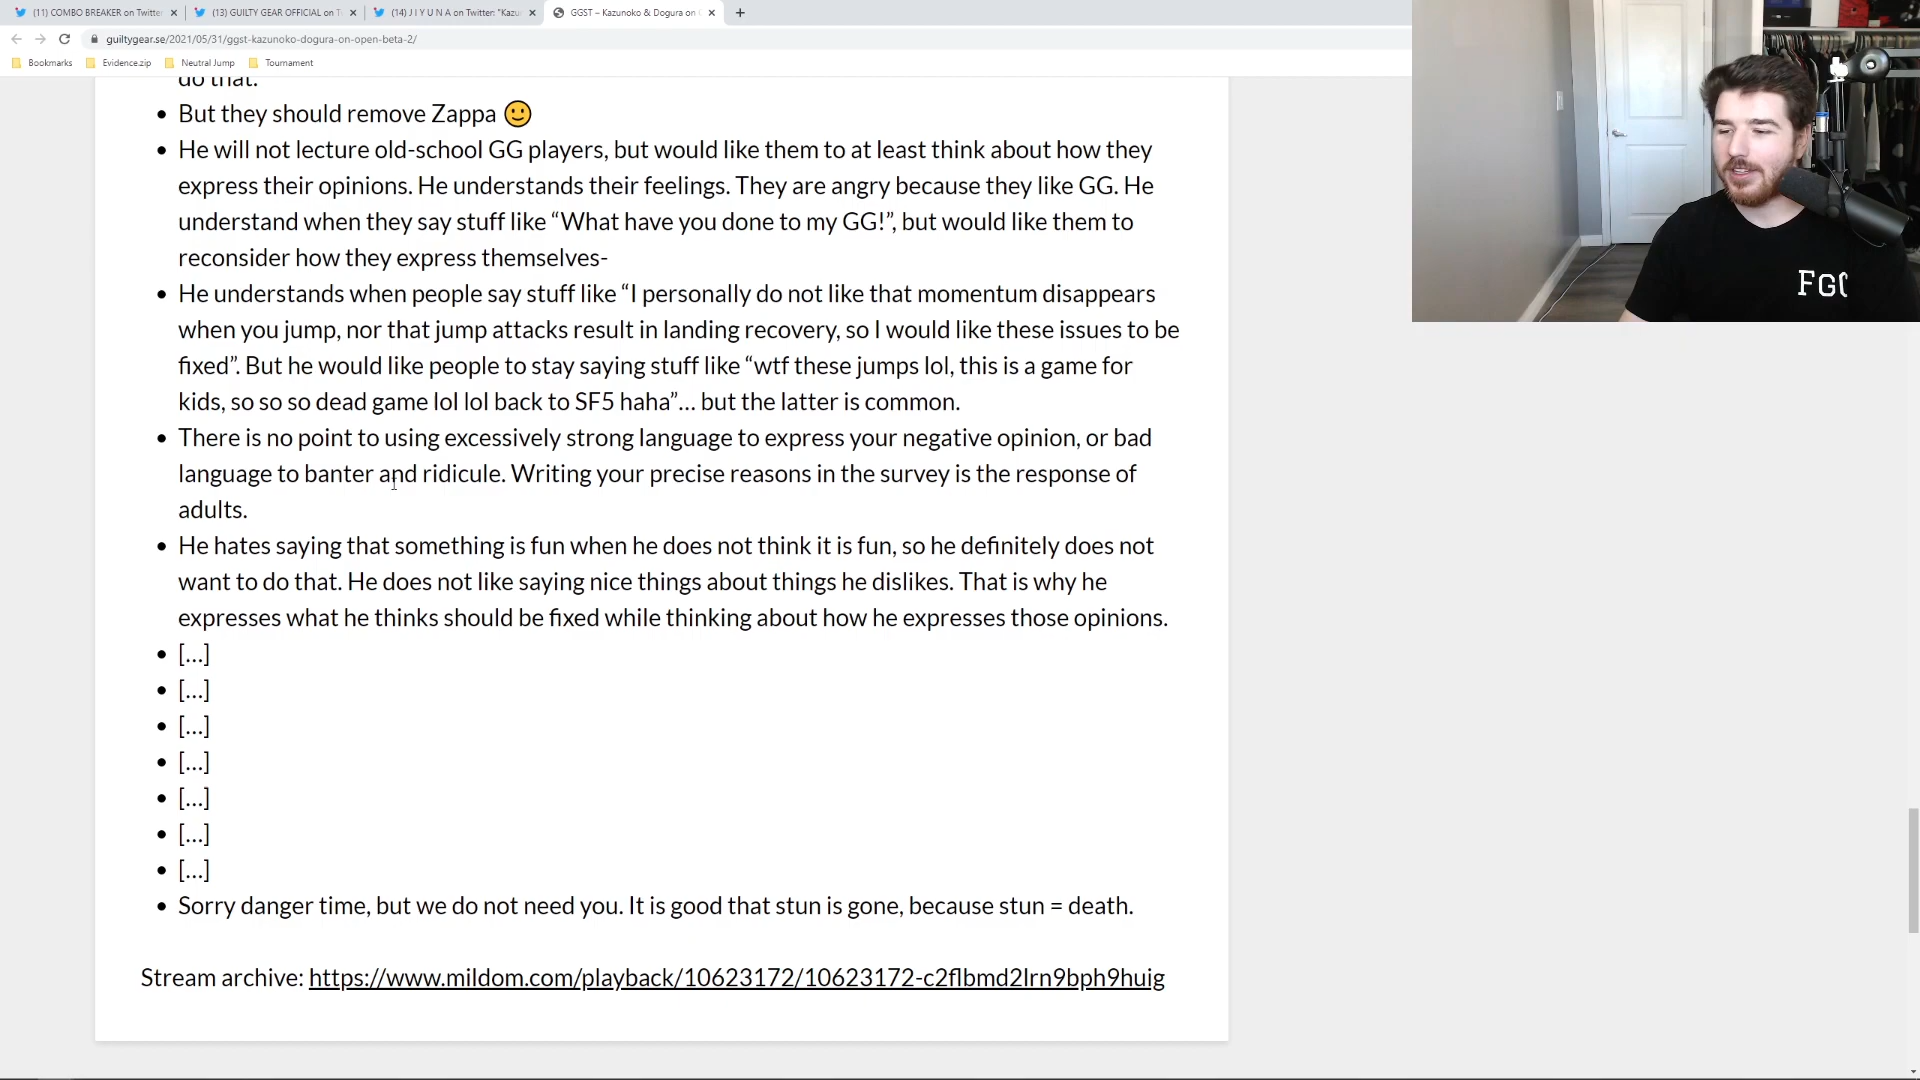 (11) COMBO BREAKER on Twitter
(13) GUILTY GEAR OFFICIAL on T
(14) J I Y U N A on Twitter: "Kazu
GGST – Kazunoko & Dogura on
guiltygear.se/2021/05/31/ggst-kazunoko-dogura-on-open-beta-2/
Bookmarks
Evidence.zip
Neutral Jump
Tournament
do that.
• But they should remove Zappa 🙂
• He will not lecture old-school GG players, but would like them to at least think about how they
express their opinions. He understands their feelings. They are angry because they like GG. He
understand when they say stuff like “What have you done to my GG!”, but would like them to
reconsider how they express themselves-
• He understands when people say stuff like “I personally do not like that momentum disappears
when you jump, nor that jump attacks result in landing recovery, so I would like these issues to be
fixed”. But he would like people to stay saying stuff like “wtf these jumps lol, this is a game for
kids, so so so dead game lol lol back to SF5 haha”… but the latter is common.
• There is no point to using excessively strong language to express your negative opinion, or bad
language to banter and ridicule. Writing your precise reasons in the survey is the response of
adults.
• He hates saying that something is fun when he does not think it is fun, so he definitely does not
want to do that. He does not like saying nice things about things he dislikes. That is why he
expresses what he thinks should be fixed while thinking about how he expresses those opinions.
• […]
• […]
• […]
• […]
• […]
• […]
• […]
• Sorry danger time, but we do not need you. It is good that stun is gone, because stun = death.
Stream archive: https://www.mildom.com/playback/10623172/10623172-c2flbmd2lrn9bph9huig
FGC